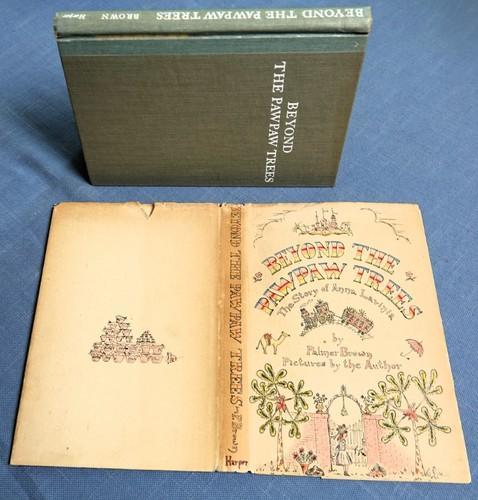 BEYOND THE PAWPAW TREES BROWN Harper
BEYOND
THE PAWPAW TREES
BEYOND THE PAWPAW TREES - P. Brown Harper
BEYOND THE
PAWPAW TREES
The Story of Anna Lavinia
by
Palmer Brown
Pictures by the Author